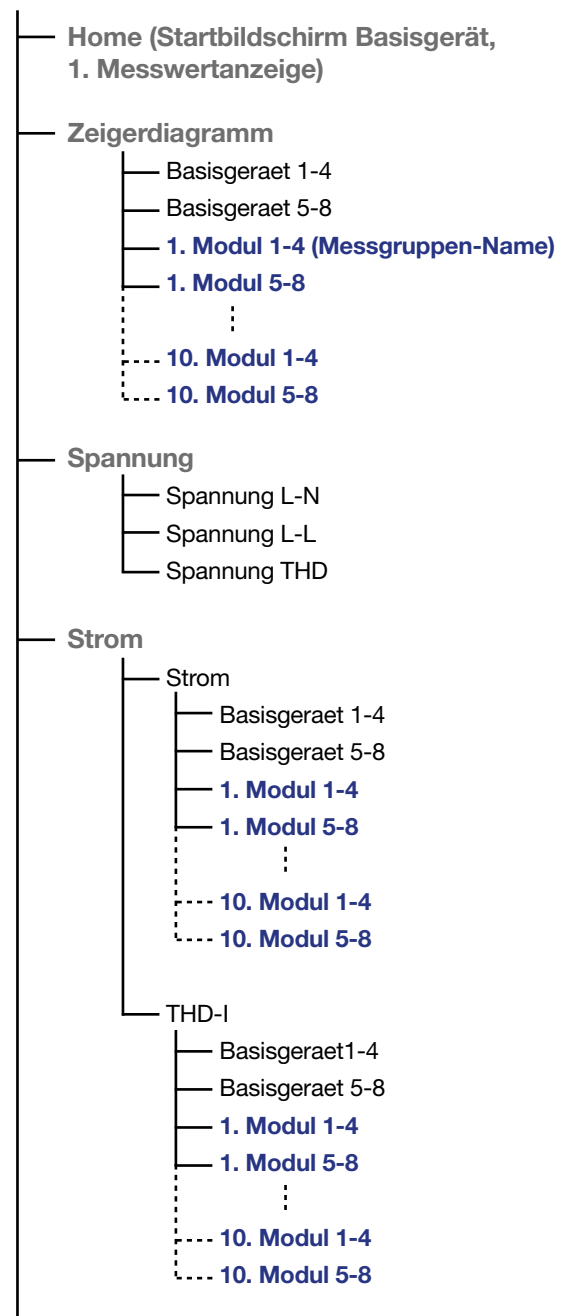 Home (Startbildschirm Basisgerät,
1. Messwertanzeige)
Zeigerdiagramm
Basisgeraet 1-4
Basisgeraet 5-8
1. Modul 1-4 (Messgruppen-Name)
1. Modul 5-8
10. Modul 1-4
10. Modul 5-8
Spannung
Spannung L-N
Spannung L-L
Spannung THD
Strom
Strom
Basisgeraet 1-4
Basisgeraet 5-8
1. Modul 1-4
1. Modul 5-8
10. Modul 1-4
10. Modul 5-8
THD-I
Basisgeraet1-4
Basisgeraet 5-8
1. Modul 1-4
1. Modul 5-8
10. Modul 1-4
10. Modul 5-8